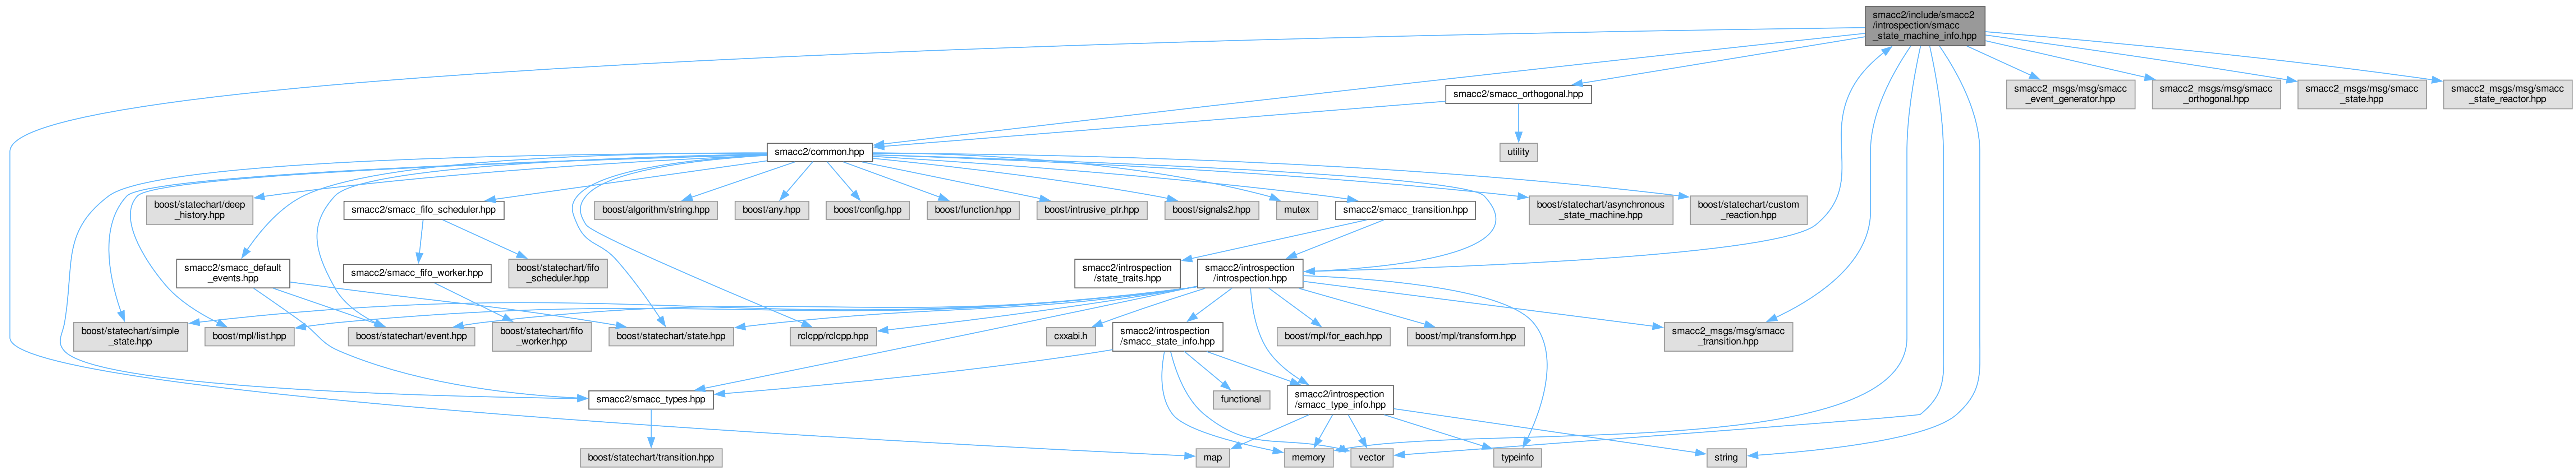 smacc2/include/smacc2
/introspection/smacc
_state_machine_info.hpp
smacc2/smacc_orthogonal.hpp
smacc2_msgs/msg/smacc
_event_generator.hpp
smacc2_msgs/msg/smacc
_orthogonal.hpp
smacc2_msgs/msg/smacc
_state.hpp
smacc2_msgs/msg/smacc
_state_reactor.hpp
smacc2/common.hpp
utility
boost/statechart/deep
_history.hpp
smacc2/smacc_fifo_scheduler.hpp
boost/algorithm/string.hpp
boost/any.hpp
boost/config.hpp
boost/function.hpp
boost/intrusive_ptr.hpp
boost/signals2.hpp
mutex
smacc2/smacc_transition.hpp
boost/statechart/asynchronous
_state_machine.hpp
boost/statechart/custom
_reaction.hpp
smacc2/smacc_default
_events.hpp
smacc2/smacc_fifo_worker.hpp
boost/statechart/fifo
_scheduler.hpp
smacc2/introspection
/state_traits.hpp
smacc2/introspection
/introspection.hpp
boost/statechart/simple
_state.hpp
boost/mpl/list.hpp
boost/statechart/event.hpp
boost/statechart/fifo
_worker.hpp
boost/statechart/state.hpp
rclcpp/rclcpp.hpp
cxxabi.h
smacc2/introspection
/smacc_state_info.hpp
boost/mpl/for_each.hpp
boost/mpl/transform.hpp
smacc2_msgs/msg/smacc
_transition.hpp
smacc2/smacc_types.hpp
functional
smacc2/introspection
/smacc_type_info.hpp
boost/statechart/transition.hpp
map
memory
vector
typeinfo
string